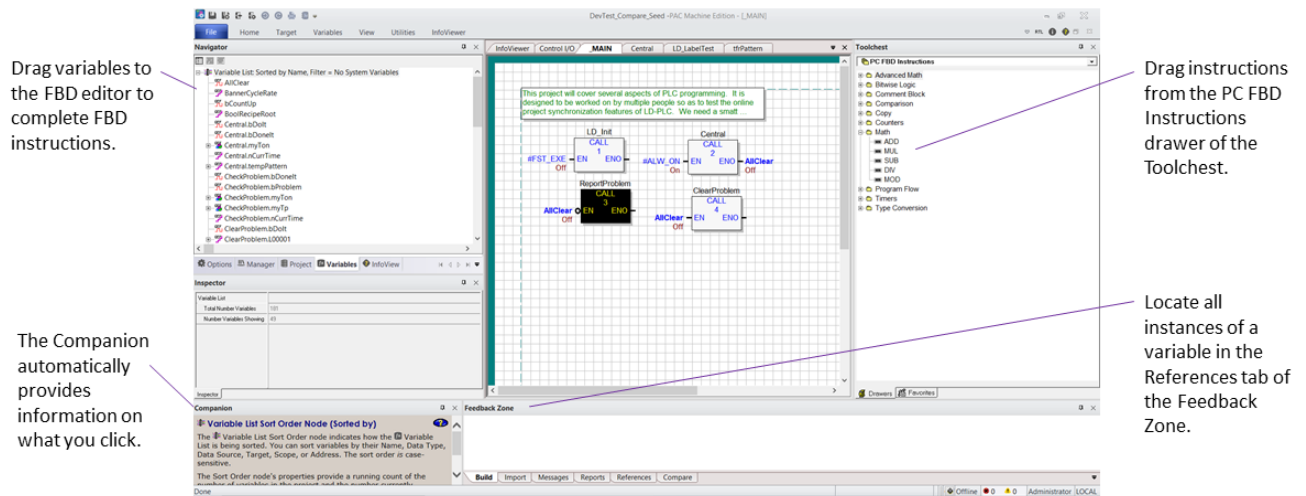 DevTest_Compare_Seed -PAC Machine Edition - [_MAIN]
File Home Target Variables View Utilities InfoViewer
Navigator
Variable List: Sorted by Name, Filter = No System Variables
AllClear
BannerCycleRate
bCountUp
BoolRecipeRoot
Central.bDoIt
Central.bDoneIt
Central.myTon
Central.nCurrTime
Central.tempPattern
CheckProblem.bDoneIt
CheckProblem.bProblem
CheckProblem.myTon
CheckProblem.myTp
CheckProblem.nCurrTime
ClearProblem.bDoIt
ClearProblem.L00001
Options Manager Project Variables InfoView
Inspector
Variable List
Total Number Variables 181
Number Variables Showing 49
Inspector
Companion
Variable List Sort Order Node (Sorted by)
The Variable List Sort Order node indicates how the Variable
List is being sorted. You can sort variables by their Name, Data Type,
Data Source, Target, Scope, or Address. The sort order is case-
sensitive.
The Sort Order node's properties provide a running count of the
number of variables in the project and the number currently
Done
InfoViewer Control I/O _MAIN Central LD_LabelTest tfrPattern
This project will cover several aspects of PLC programming. It is
designed to be worked on by multiple people so as to test the online
project synchronization features of LD-PLC. We need a smatt ...
LD_Init
CALL
1
#FST_EXE EN ENO
Off
Central
CALL
2
#ALW_ON EN ENO AllClear
On Off
ReportProblem
CALL
3
AllClear EN ENO
Off
ClearProblem
CALL
4
AllClear EN ENO
Off
Feedback Zone
Build Import Messages Reports References Compare
Toolchest
PC FBD Instructions
Advanced Math
Bitwise Logic
Comment Block
Comparison
Copy
Counters
Math
ADD
MUL
SUB
DIV
MOD
Program Flow
Timers
Type Conversion
Drawers Favorites
Offline 0 0 Administrator LOCAL
Drag variables to
the FBD editor to
complete FBD
instructions.
The Companion
automatically
provides
information on
what you click.
Drag instructions
from the PC FBD
Instructions
drawer of the
Toolchest.
Locate all
instances of a
variable in the
References tab of
the Feedback
Zone.